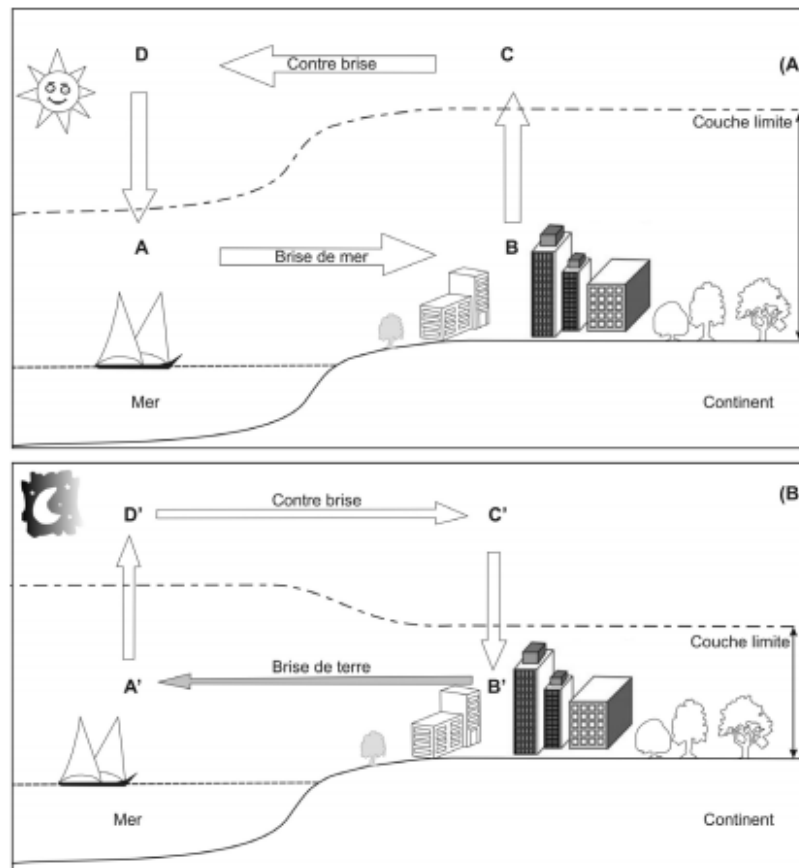 D
Contre brise
C
(A
Couche limite
A
Brise de mer
B
Mer
Continent
(B
D'
Contre brise
C'
Couche limite
A'
Brise de terre
B'
Mer
Continent